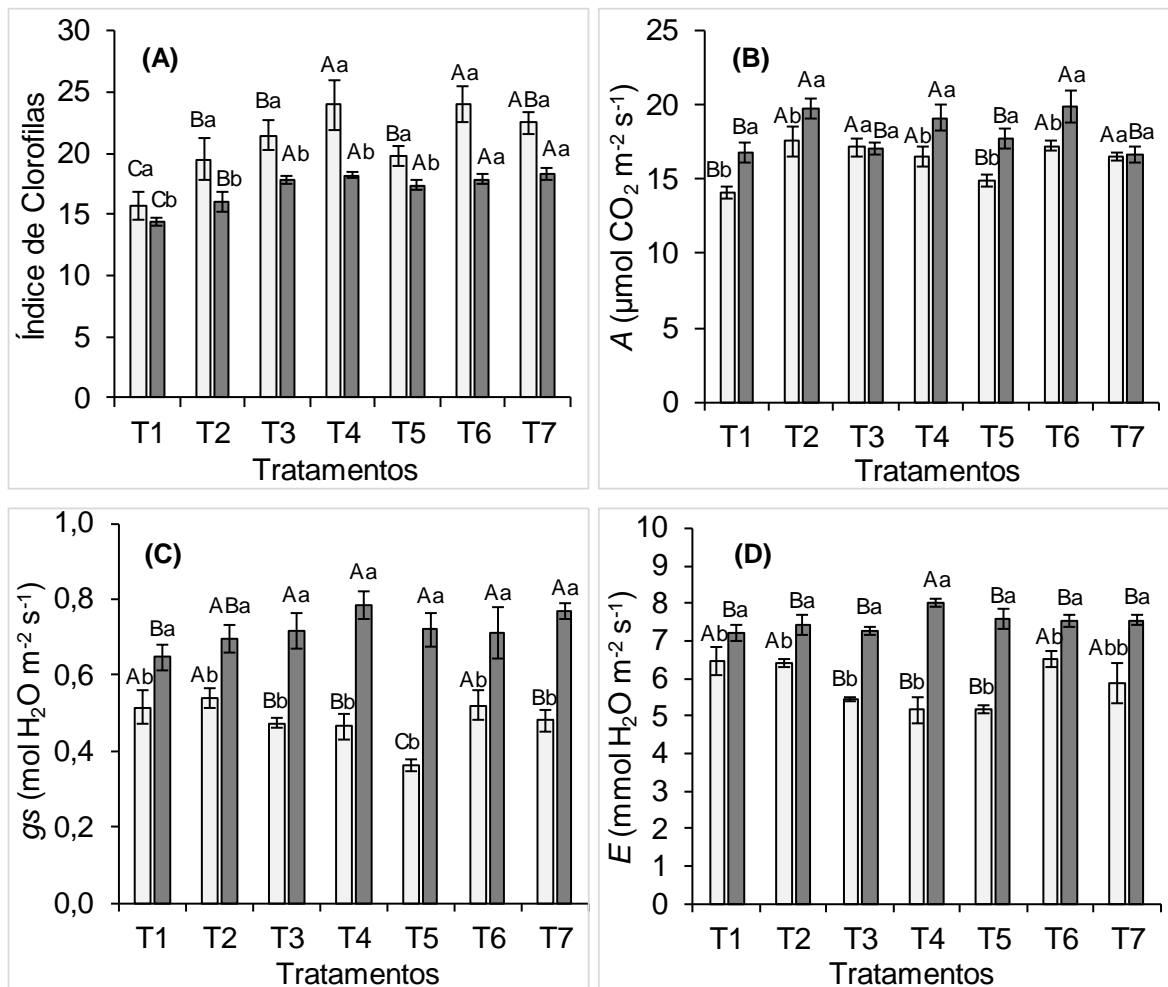 (A)
Índice de Clorofilas
30
25
20
15
10
5
0
Ca Cb Ba Bb Ba Ab Aa Ab Ba Ab Aa Aa ABa Aa
T1 T2 T3 T4 T5 T6 T7
Tratamentos
(B)
A (µmol CO2 m-2 s-1)
25
20
15
10
5
0
Bb Ba Ab Aa Aa Ba Ab Aa Bb Ba Ab Aa Aa Ba
T1 T2 T3 T4 T5 T6 T7
Tratamentos
(C)
gs (mol H2O m-2 s-1)
1,0
0,8
0,6
0,4
0,2
0,0
Ab Ba Ab ABa Bb Aa Bb Aa Cb Aa Ab Aa Bb Aa
T1 T2 T3 T4 T5 T6 T7
Tratamentos
(D)
E (mmol H2O m-2 s-1)
10
9
8
7
6
5
4
3
2
1
0
Ab Ba Ab Ba Bb Ba Bb Aa Bb Ba Ab Ba Abb Ba
T1 T2 T3 T4 T5 T6 T7
Tratamentos